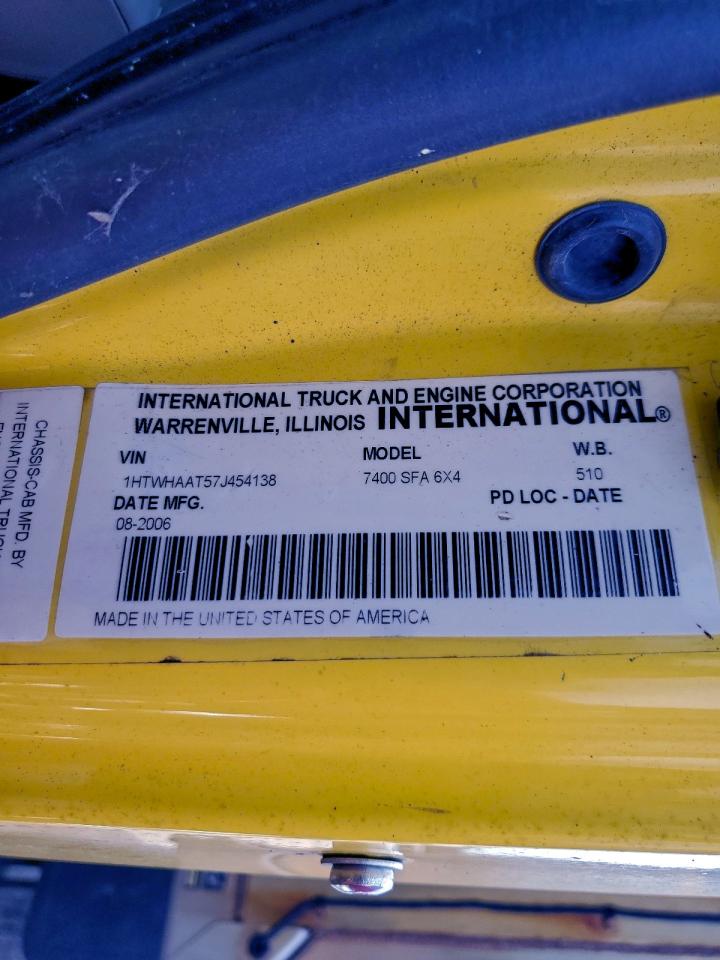 INTERNATIONAL TRUCK AND ENGINE CORPORATION
WARRENVILLE, ILLINOIS INTERNATIONAL®
VIN MODEL W.B.
1HTWHAAT57J454138 7400 SFA 6X4 510
DATE MFG. PD LOC - DATE
08-2006
MADE IN THE UNITED STATES OF AMERICA
CHASSIS-CAB MFD. BY
INTERNATIONAL TRUCK